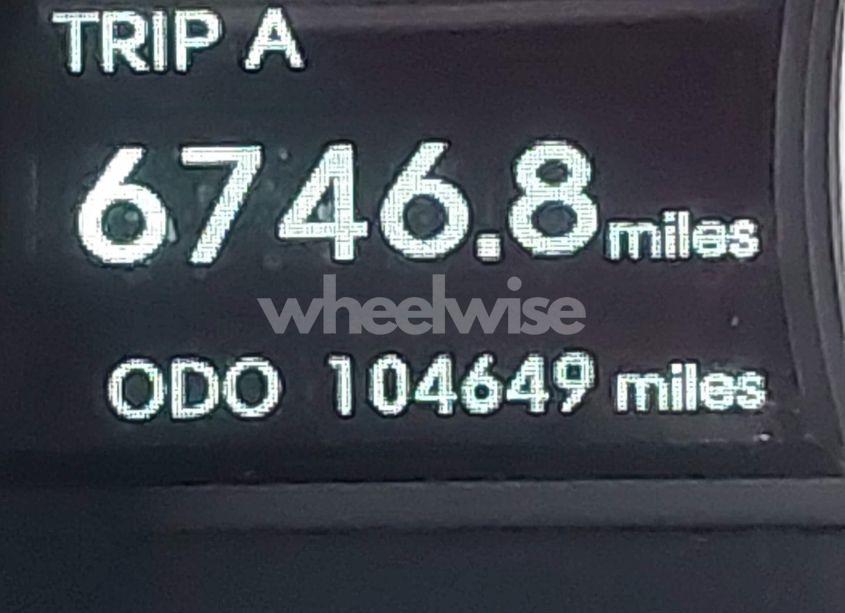 TRIP A
6746.8 miles
wheelwise
ODO 104649 miles